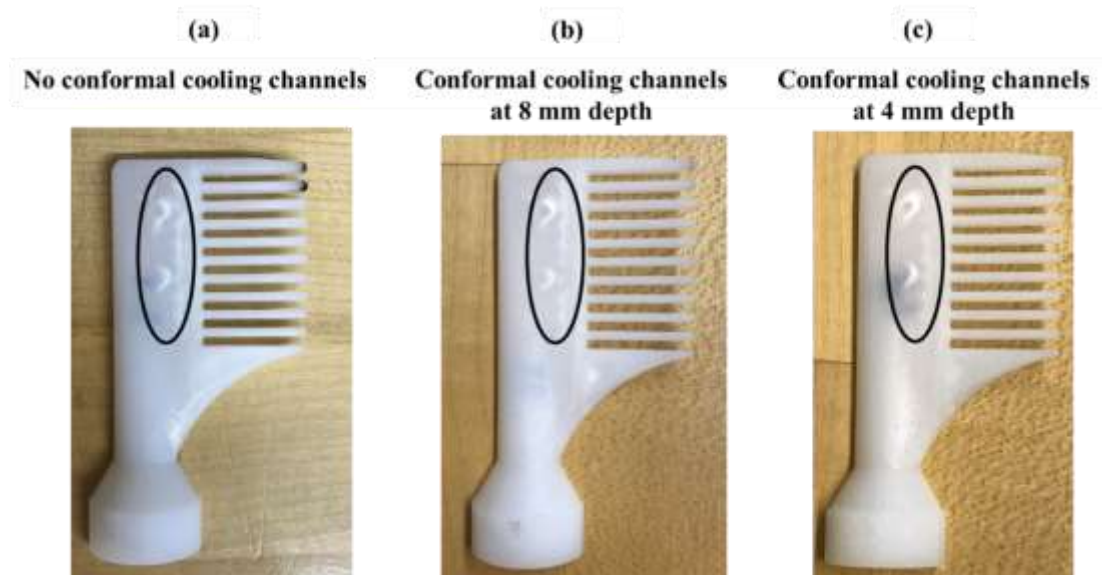 (a)
No conformal cooling channels
(b)
Conformal cooling channels
at 8 mm depth
(c)
Conformal cooling channels
at 4 mm depth